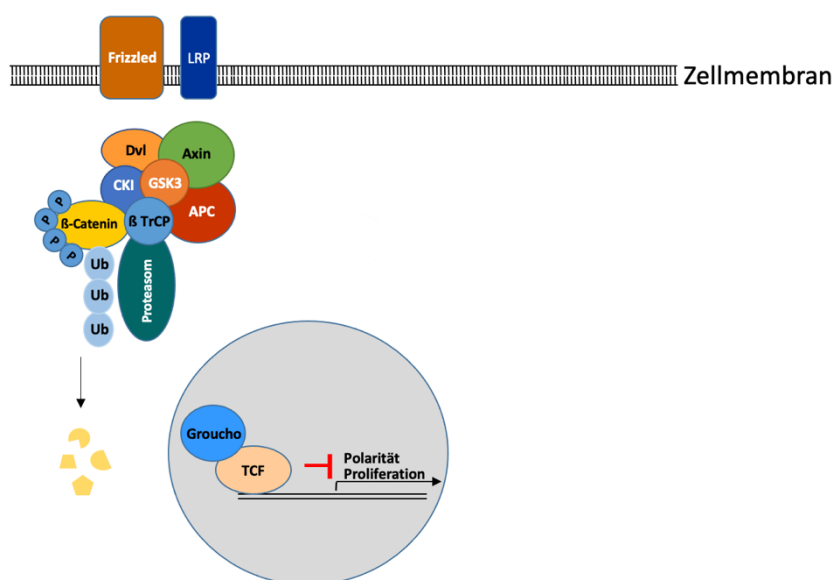 Frizzled
LRP
Zellmembran
Dvl
Axin
CKI
GSK3
P
P
P
P
ß-Catenin
ß TrCP
APC
Ub
Ub
Ub
Proteasom
Groucho
TCF
Polarität
Proliferation